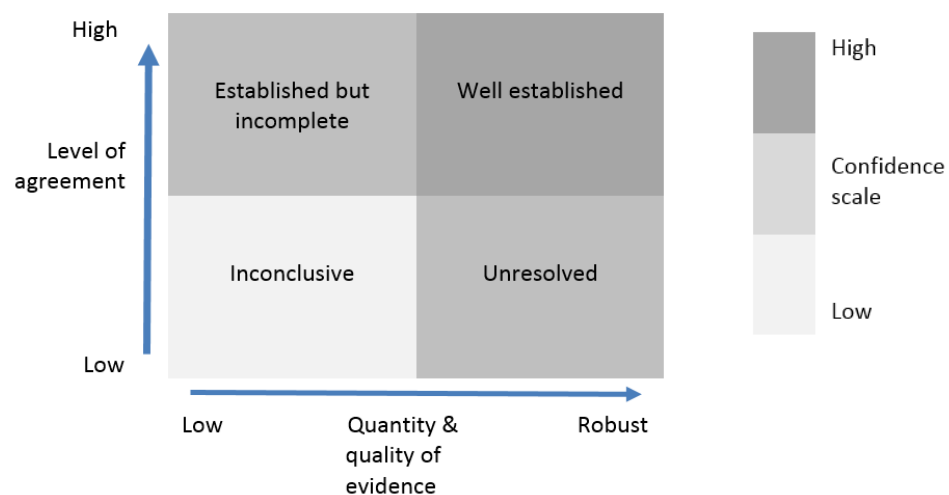 High
Established but
incomplete
Well established
Level of
agreement
Inconclusive
Unresolved
Low
Low
Quantity &
quality of
evidence
Robust
High
Confidence
scale
Low